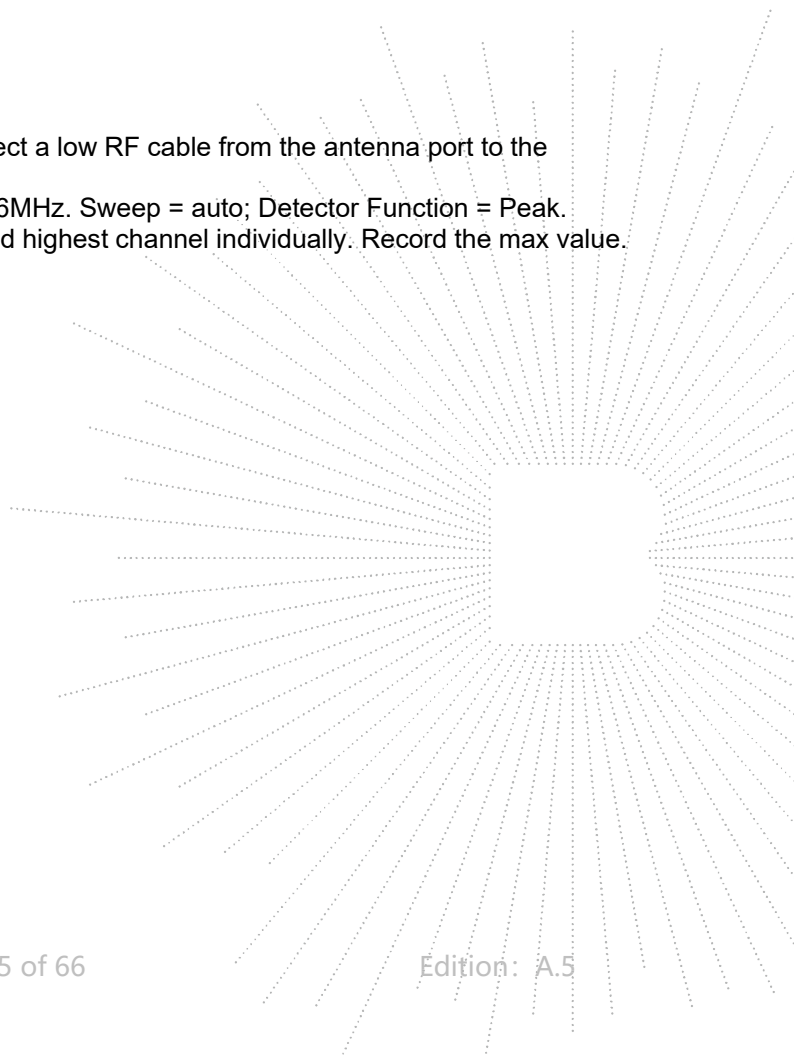 ect a low RF cable from the antenna port to the
6MHz. Sweep = auto; Detector Function = Peak.
d highest channel individually. Record the max value.
5 of 66
Edition： A.5